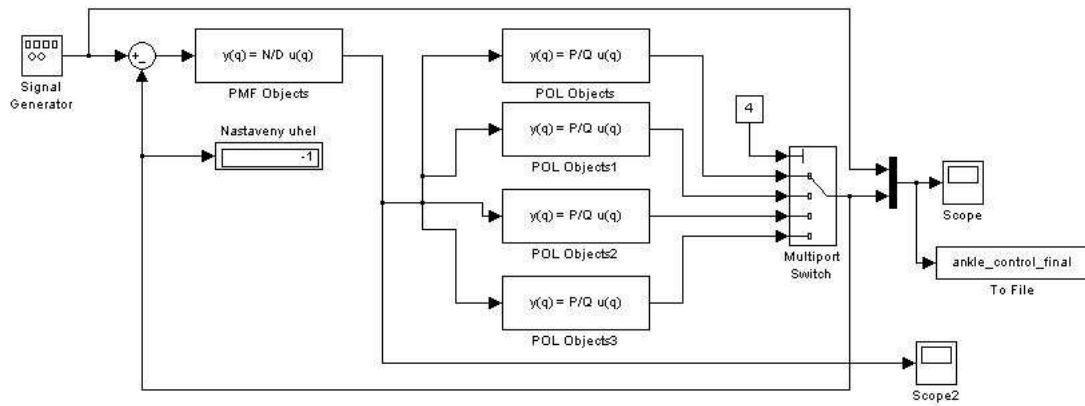 Signal
Generator
+
-
y(q) = N/D u(q)
PMF Objects
Nastaveny uhel
-1
y(q) = P/Q u(q)
POL Objects
y(q) = P/Q u(q)
POL Objects1
y(q) = P/Q u(q)
POL Objects2
y(q) = P/Q u(q)
POL Objects3
4
Multiport
Switch
Scope
ankle_control_final
To File
Scope2